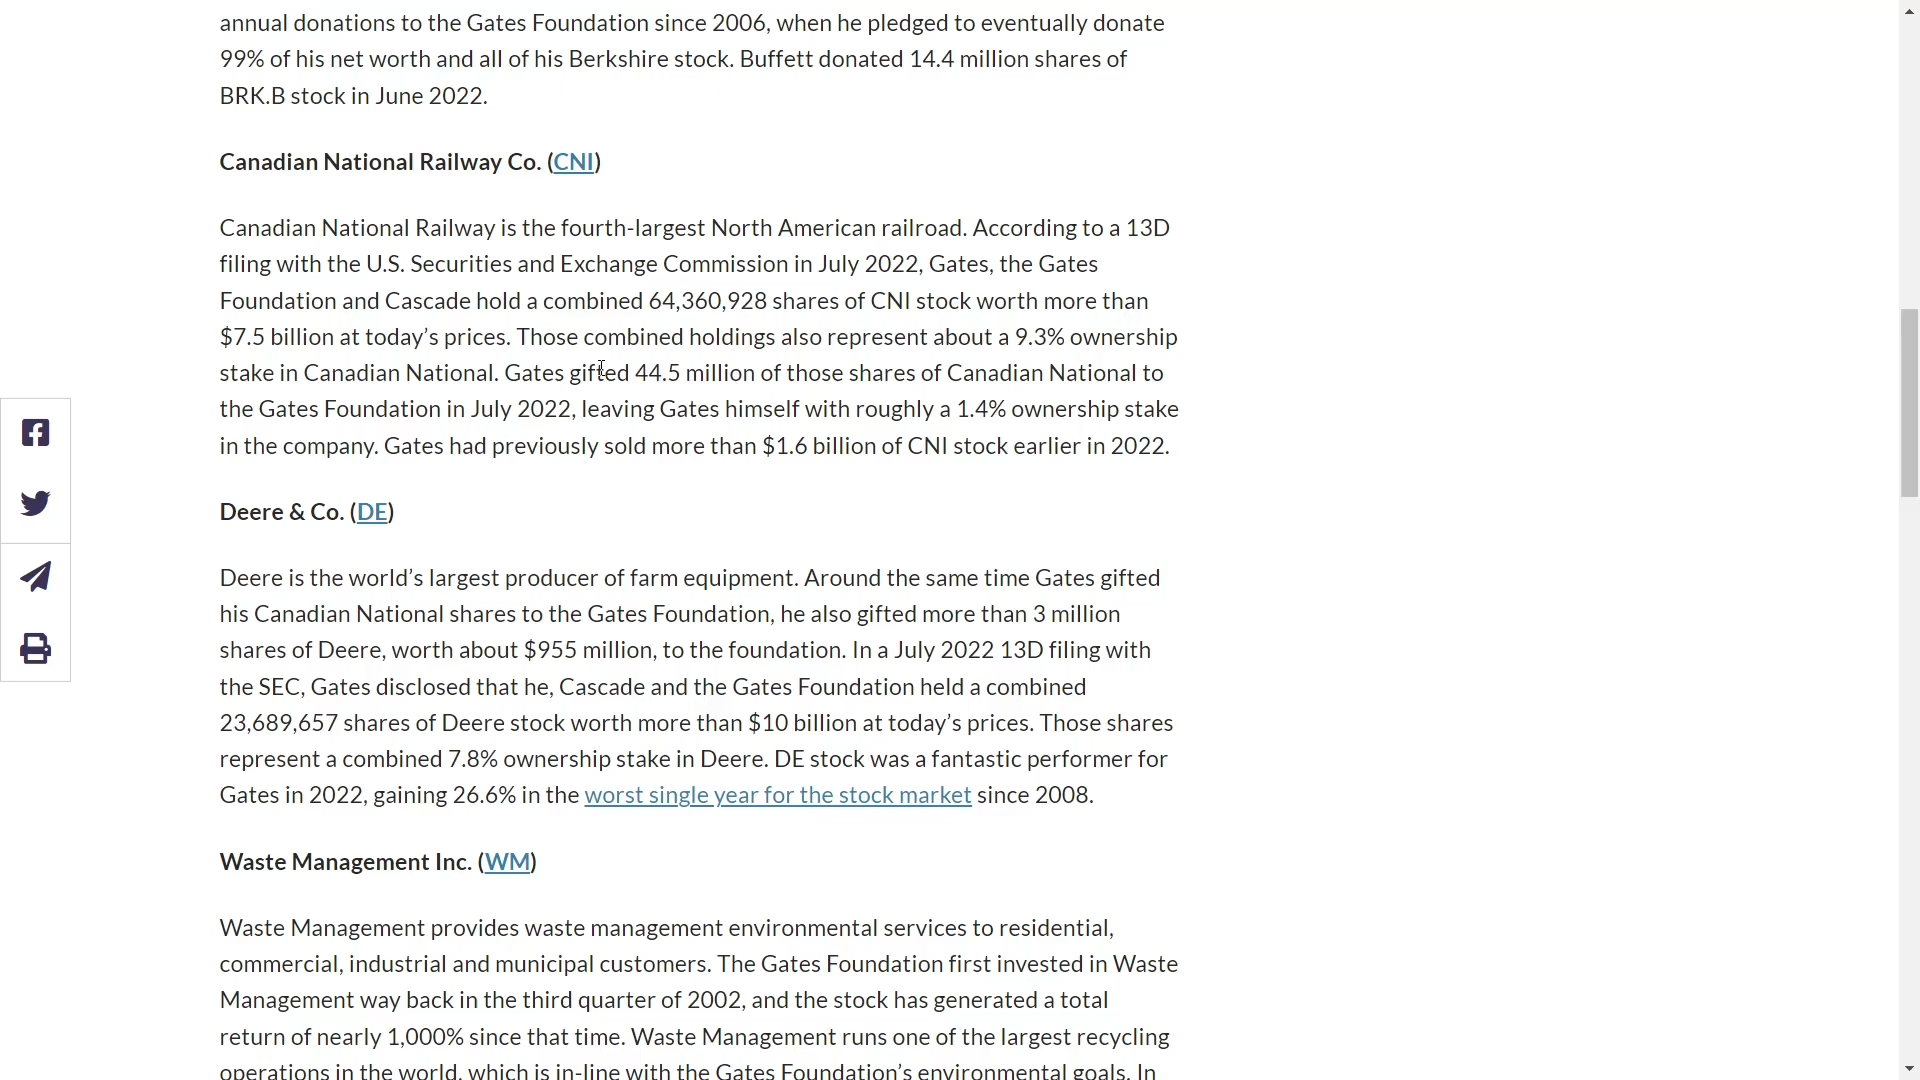 annual donations to the Gates Foundation since 2006, when he pledged to eventually donate
99% of his net worth and all of his Berkshire stock. Buffett donated 14.4 million shares of
BRK.B stock in June 2022.
Canadian National Railway Co. (CNI)
Canadian National Railway is the fourth-largest North American railroad. According to a 13D
filing with the U.S. Securities and Exchange Commission in July 2022, Gates, the Gates
Foundation and Cascade hold a combined 64,360,928 shares of CNI stock worth more than
$7.5 billion at today’s prices. Those combined holdings also represent about a 9.3% ownership
stake in Canadian National. Gates gifted 44.5 million of those shares of Canadian National to
the Gates Foundation in July 2022, leaving Gates himself with roughly a 1.4% ownership stake
in the company. Gates had previously sold more than $1.6 billion of CNI stock earlier in 2022.
Deere & Co. (DE)
Deere is the world’s largest producer of farm equipment. Around the same time Gates gifted
his Canadian National shares to the Gates Foundation, he also gifted more than 3 million
shares of Deere, worth about $955 million, to the foundation. In a July 2022 13D filing with
the SEC, Gates disclosed that he, Cascade and the Gates Foundation held a combined
23,689,657 shares of Deere stock worth more than $10 billion at today’s prices. Those shares
represent a combined 7.8% ownership stake in Deere. DE stock was a fantastic performer for
Gates in 2022, gaining 26.6% in the worst single year for the stock market since 2008.
Waste Management Inc. (WM)
Waste Management provides waste management environmental services to residential,
commercial, industrial and municipal customers. The Gates Foundation first invested in Waste
Management way back in the third quarter of 2002, and the stock has generated a total
return of nearly 1,000% since that time. Waste Management runs one of the largest recycling
operations in the world, which is in-line with the Gates Foundation’s environmental goals. In